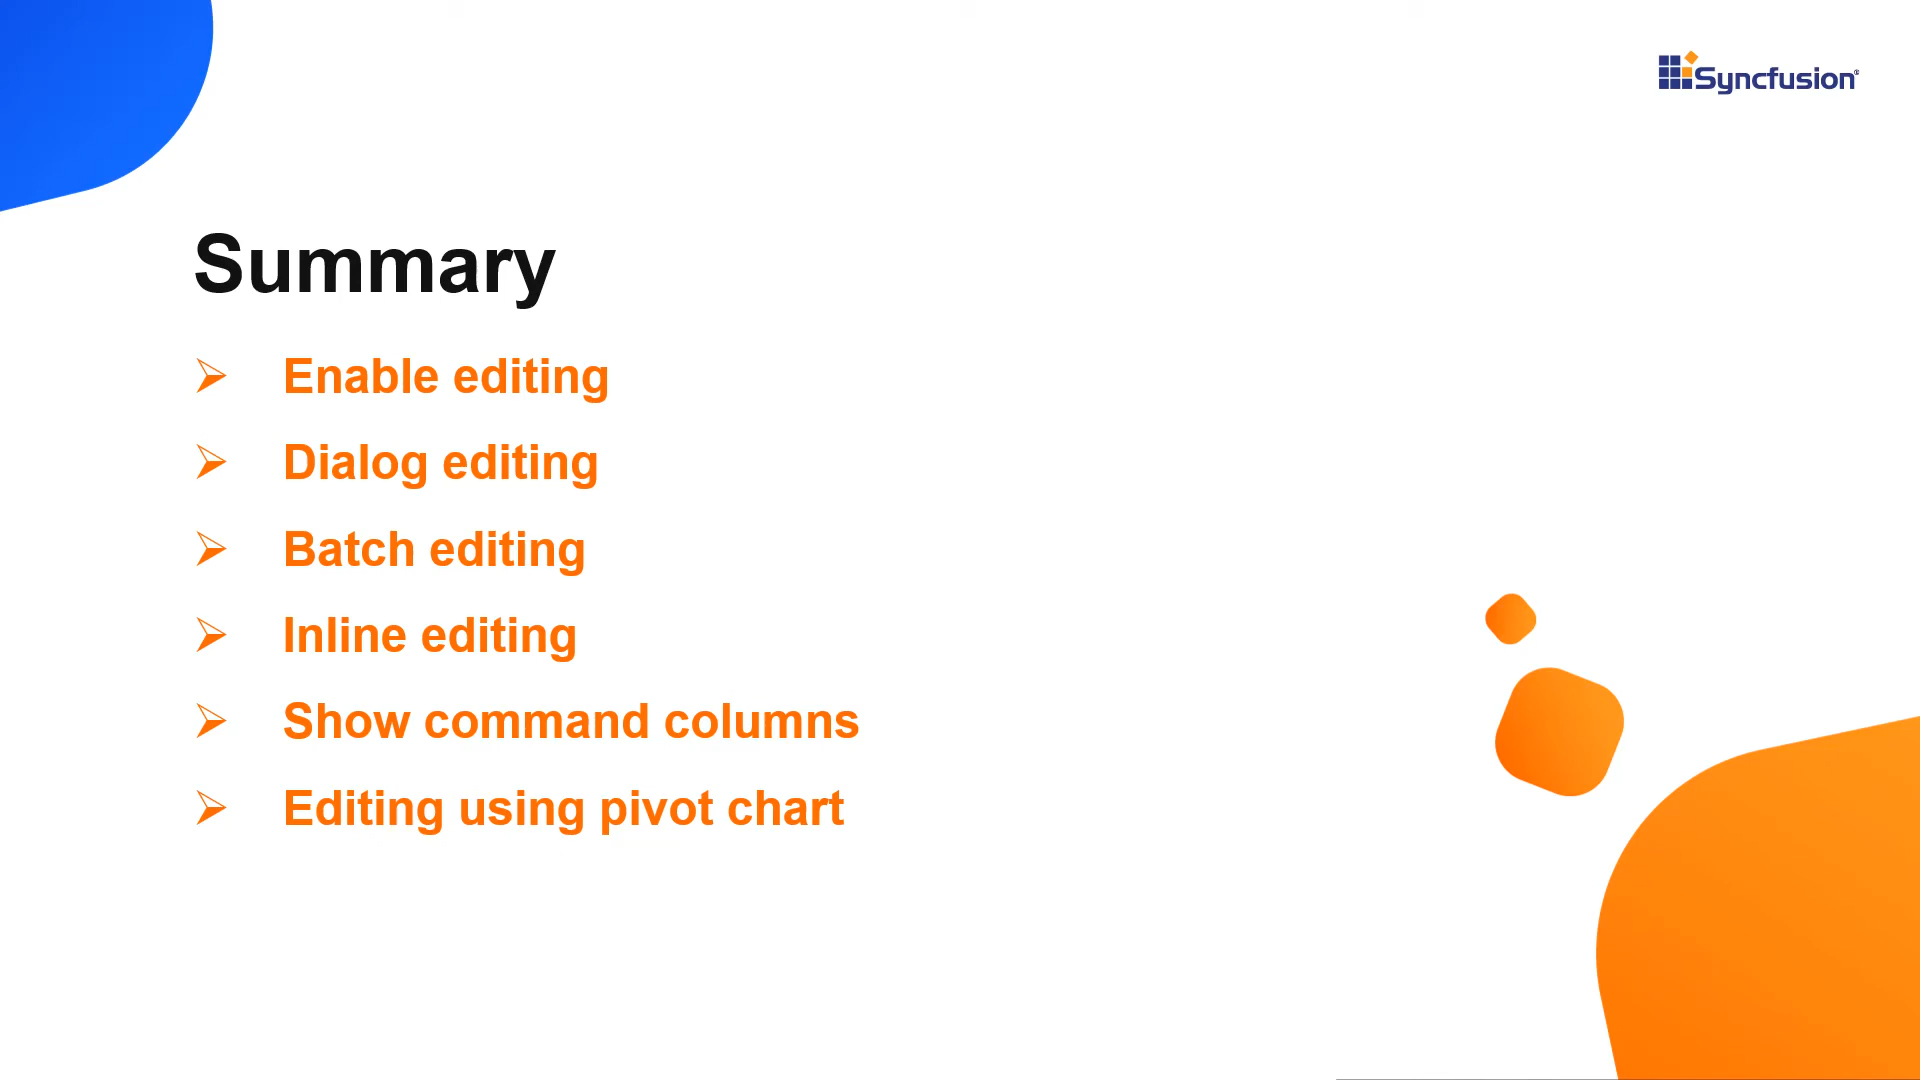 Syncfusion®
Summary
➢ Enable editing
➢ Dialog editing
➢ Batch editing
➢ Inline editing
➢ Show command columns
➢ Editing using pivot chart